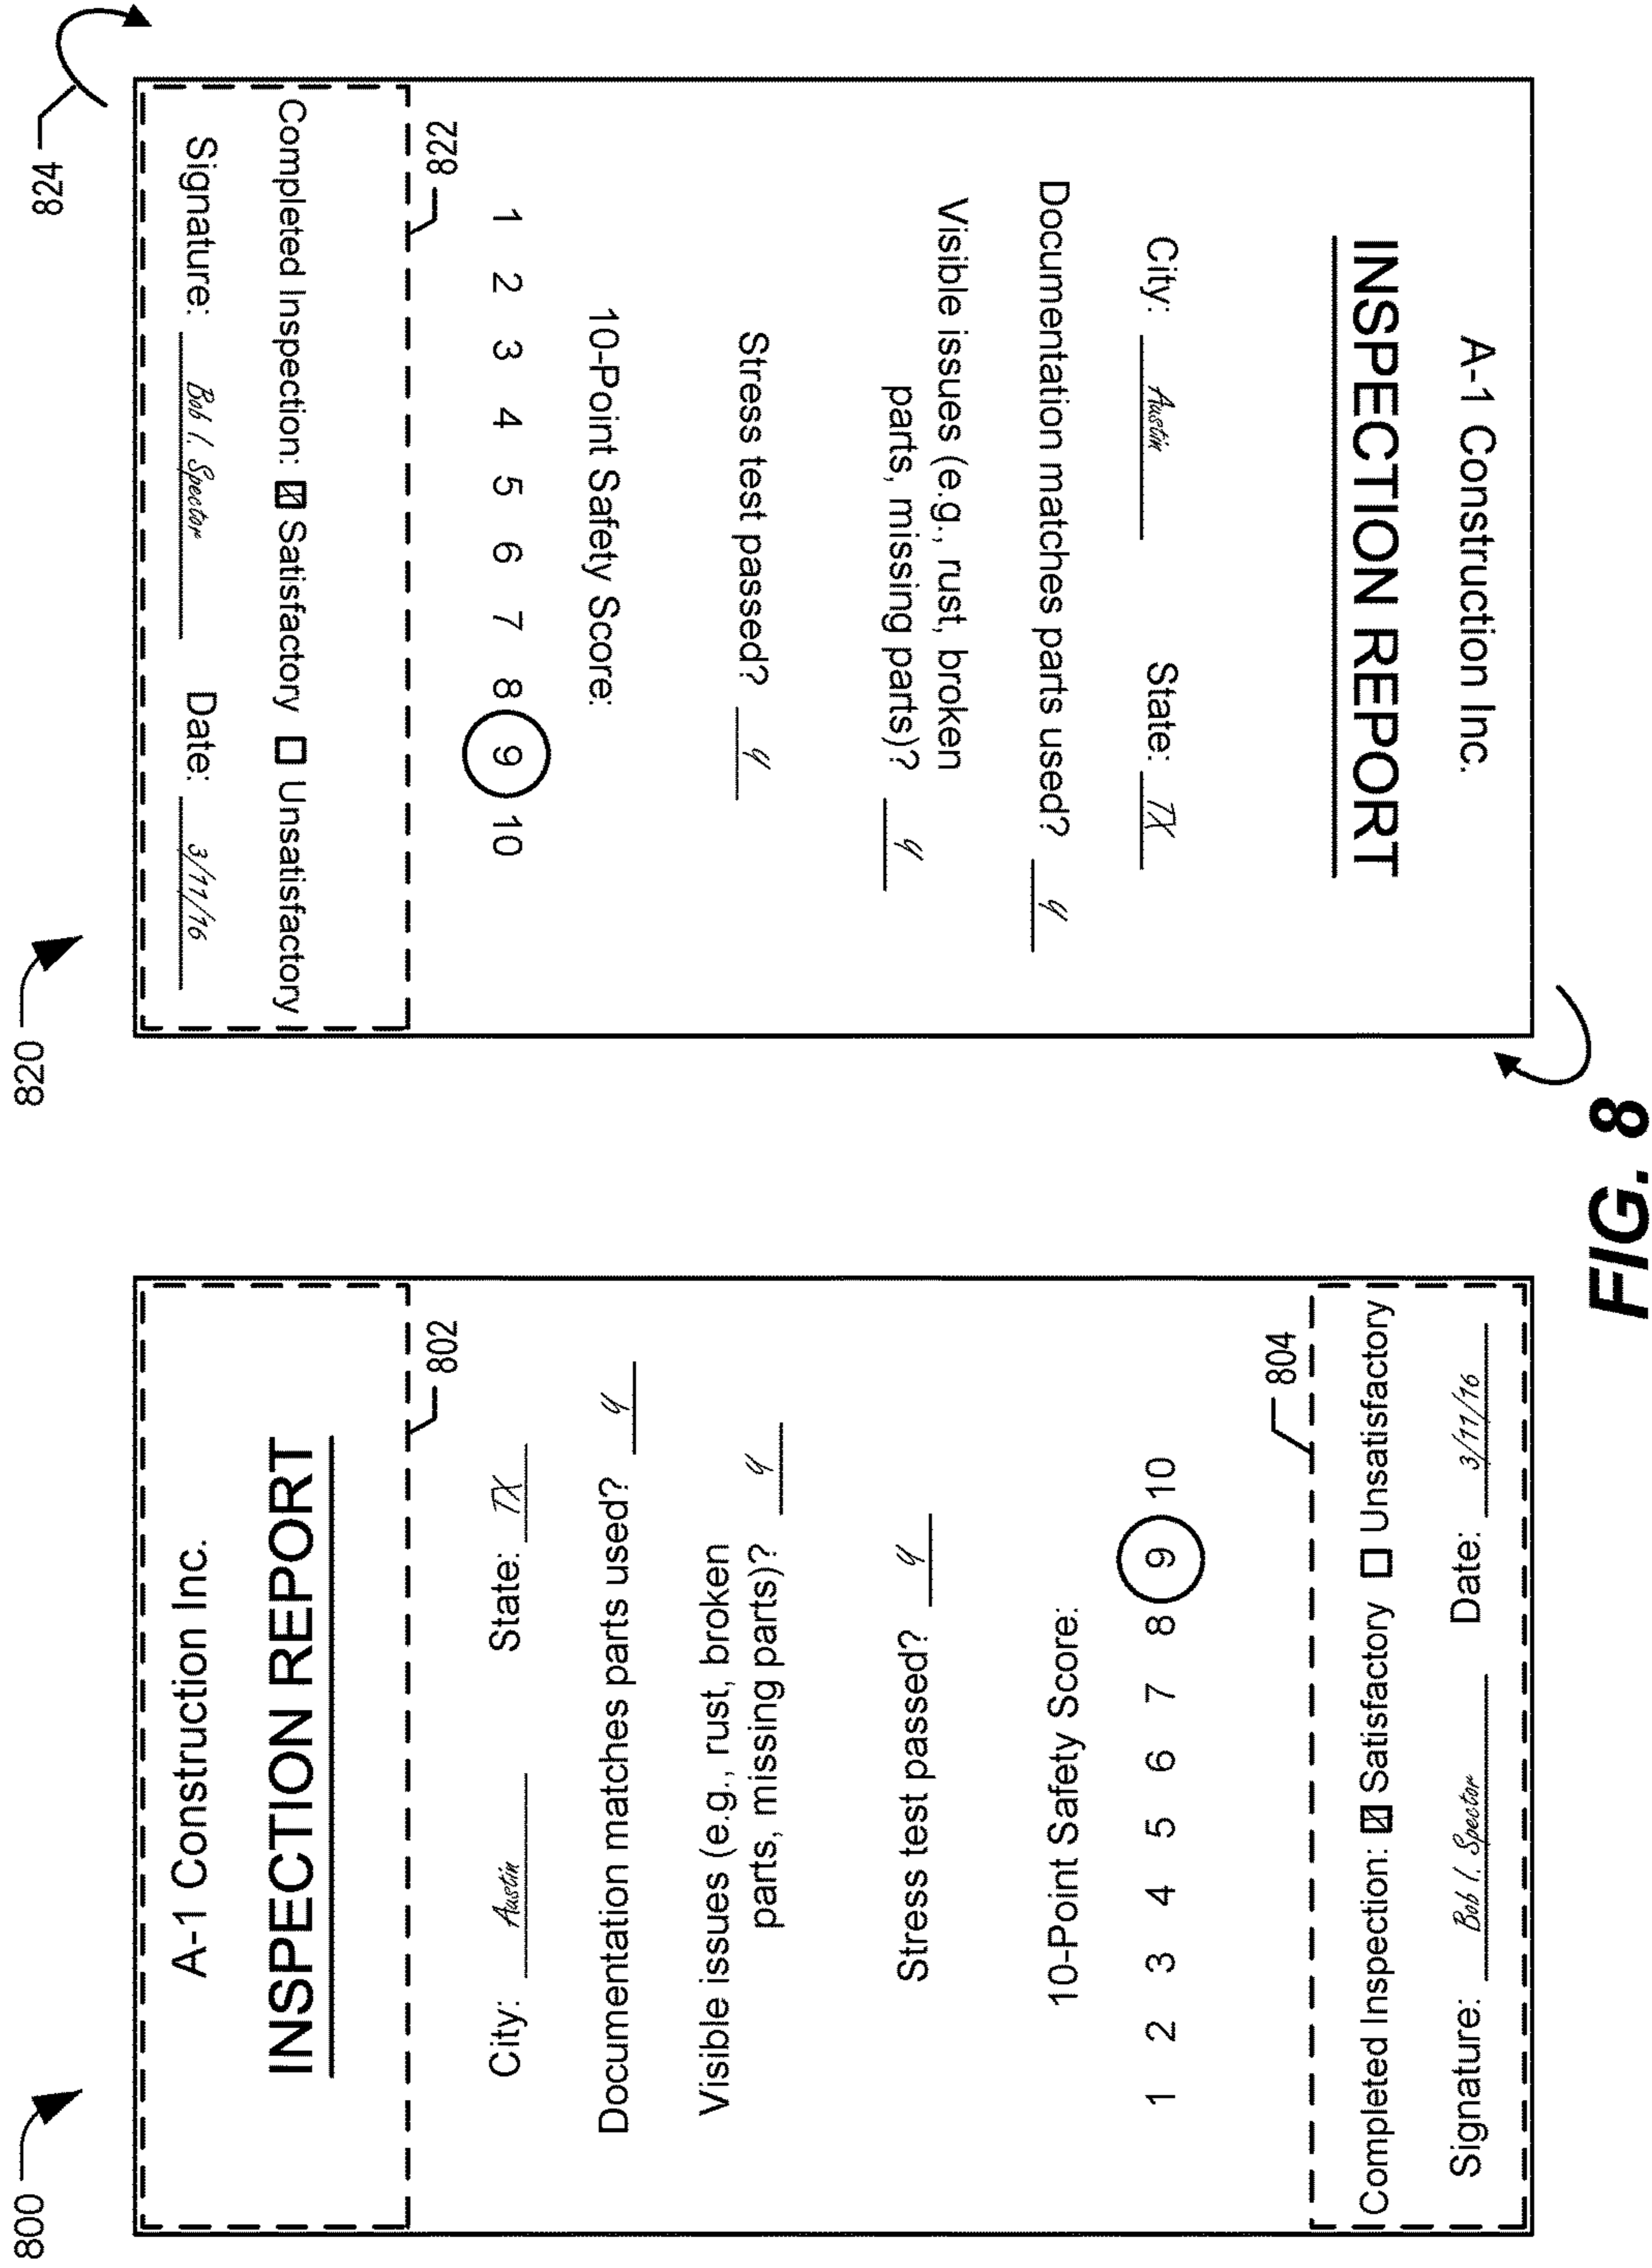 800
A-1 Construction Inc.
INSPECTION REPORT
802
City: Austin State: TX
Documentation matches parts used? y
Visible issues (e.g., rust, broken
parts, missing parts)? y
Stress test passed? y
10-Point Safety Score:
1 2 3 4 5 6 7 8 9 10
804
Completed Inspection: ☒ Satisfactory ☐ Unsatisfactory
Signature: Bob I. Spector Date: 3/11/16
820
824
A-1 Construction Inc.
INSPECTION REPORT
City: Austin State: TX
Documentation matches parts used? y
Visible issues (e.g., rust, broken
parts, missing parts)? y
Stress test passed? y
10-Point Safety Score:
1 2 3 4 5 6 7 8 9 10
822
Completed Inspection: ☒ Satisfactory ☐ Unsatisfactory
Signature: Bob I. Spector Date: 3/11/16
FIG. 8